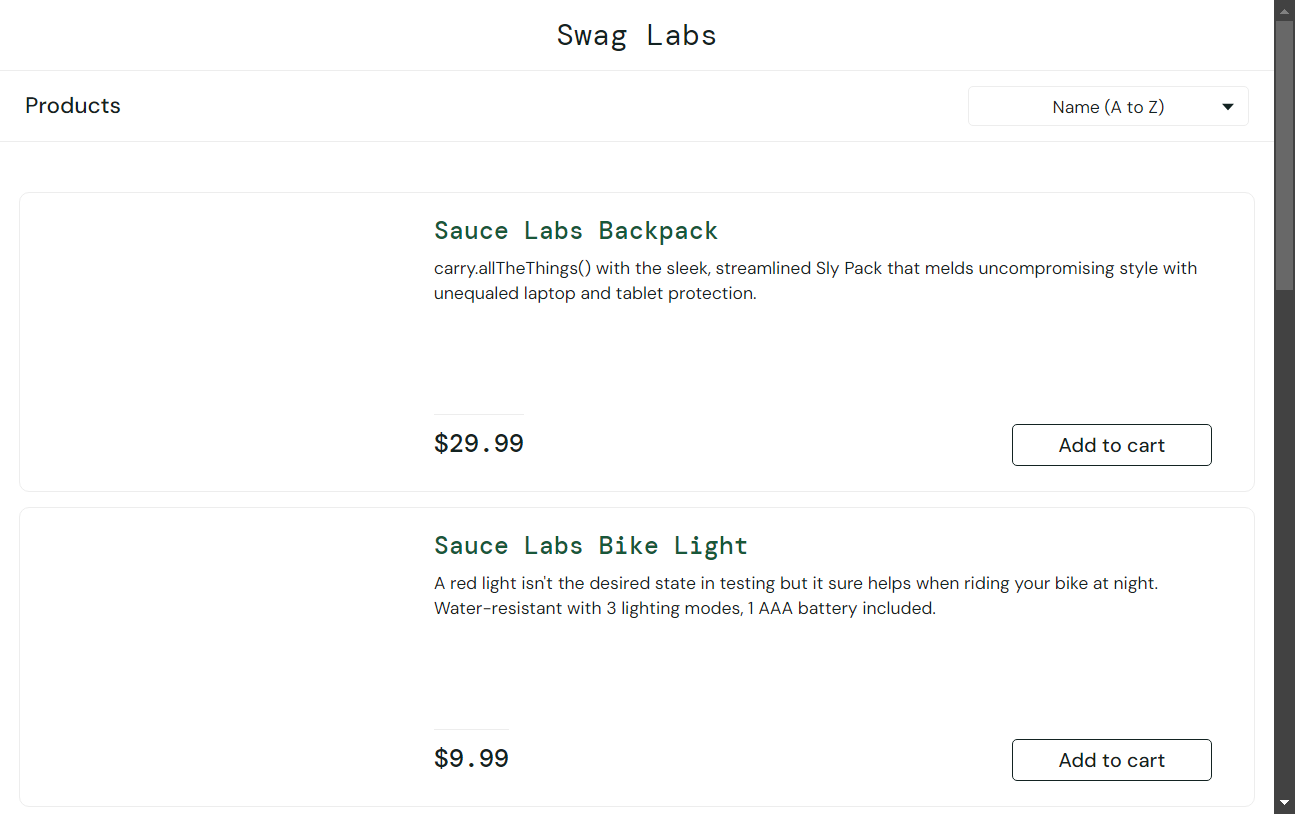 Swag Labs
Products
Name (A to Z)
Sauce Labs Backpack
carry.allTheThings() with the sleek, streamlined Sly Pack that melds uncompromising style with
unequaled laptop and tablet protection.
$29.99
Add to cart
Sauce Labs Bike Light
A red light isn't the desired state in testing but it sure helps when riding your bike at night.
Water-resistant with 3 lighting modes, 1 AAA battery included.
$9.99
Add to cart